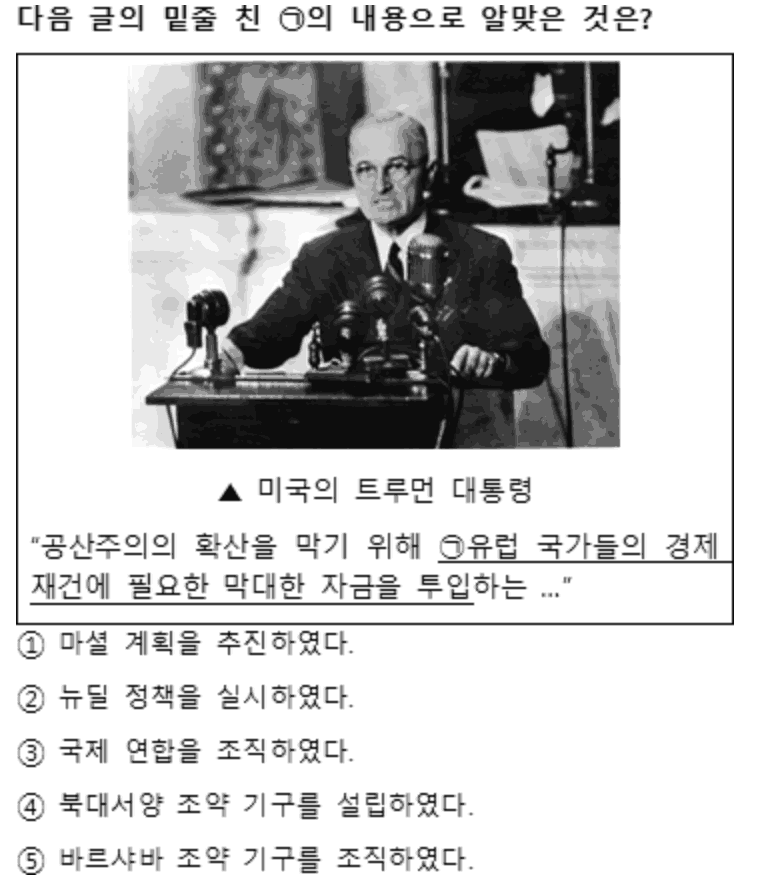 다음 글의 밑줄 친 ㉠의 내용으로 알맞은 것은?
▲ 미국의 트루먼 대통령
“공산주의의 확산을 막기 위해 ㉠유럽 국가들의 경제
재건에 필요한 막대한 자금을 투입하는 …”
① 마셜 계획을 추진하였다.
② 뉴딜 정책을 실시하였다.
③ 국제 연합을 조직하였다.
④ 북대서양 조약 기구를 설립하였다.
⑤ 바르샤바 조약 기구를 조직하였다.